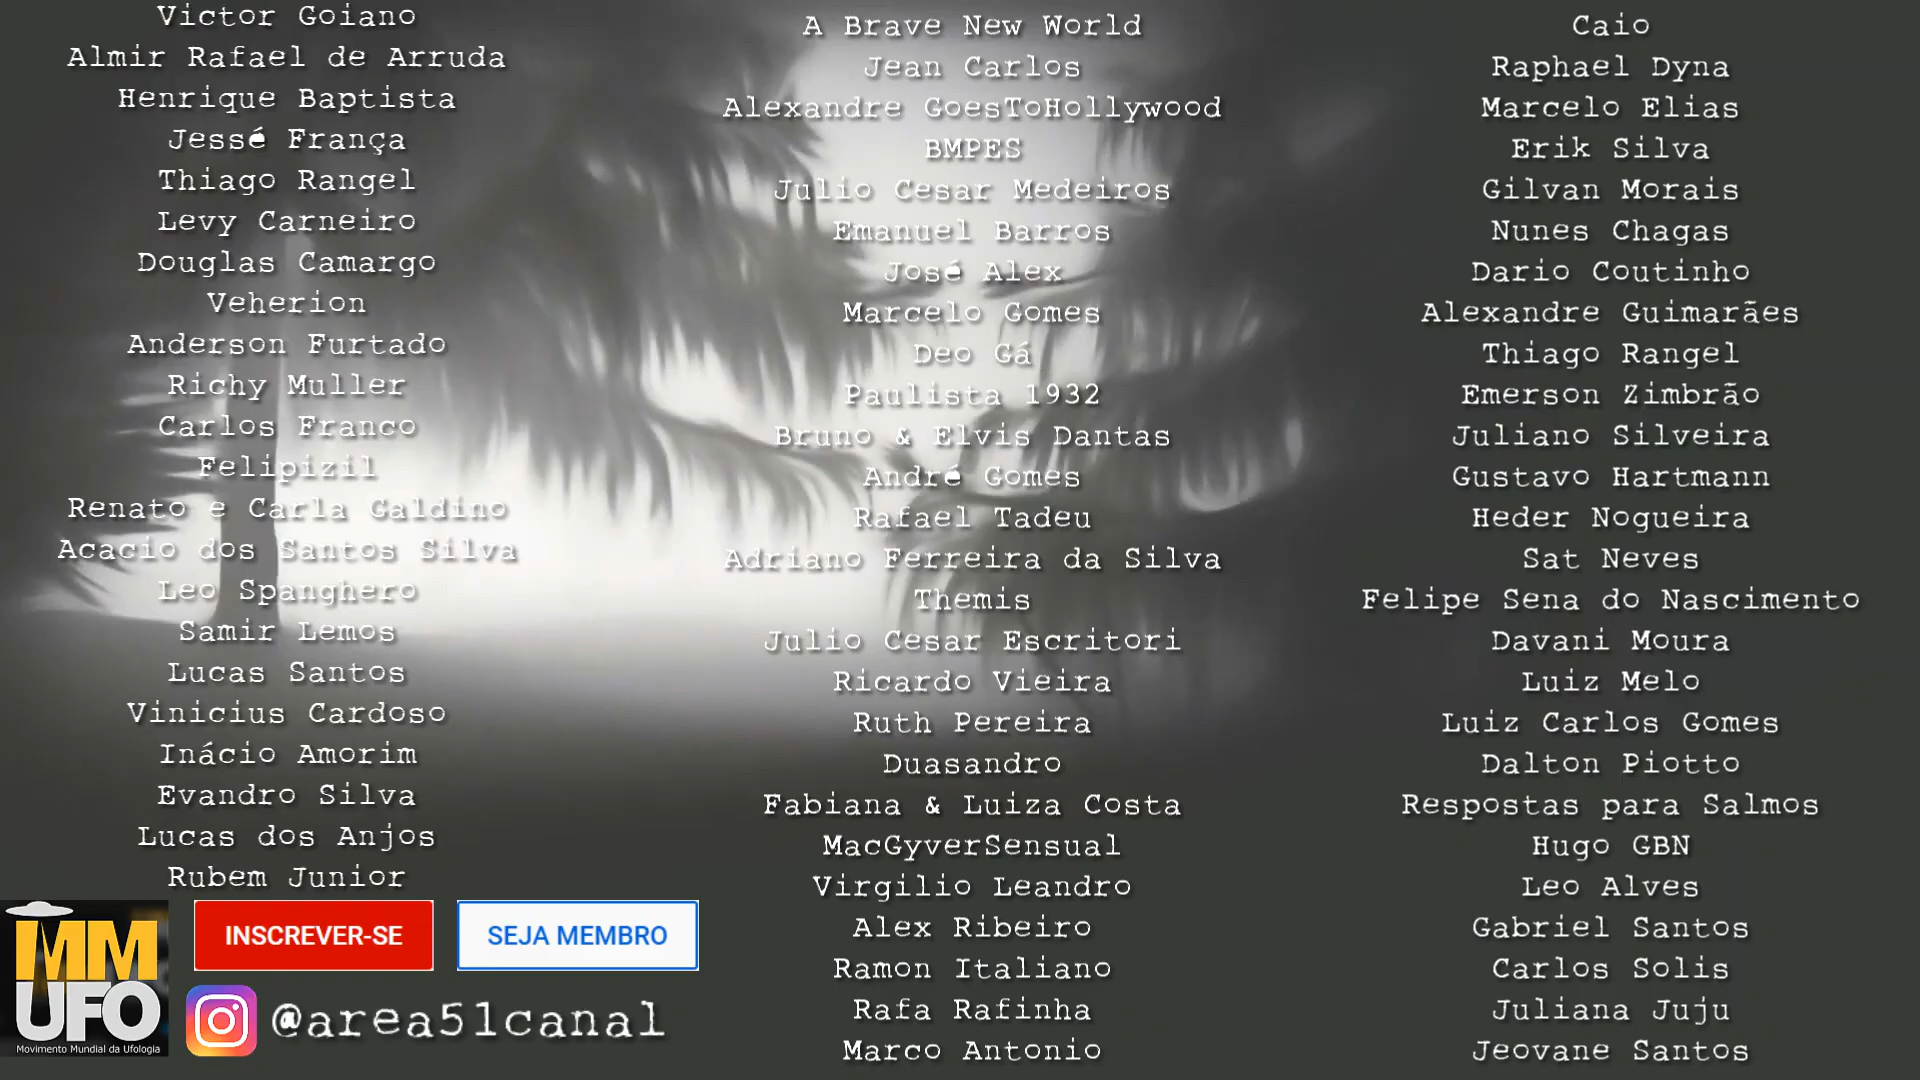 Victor Goiano
Almir Rafael de Arruda
Henrique Baptista
Jessé França
Thiago Rangel
Levy Carneiro
Douglas Camargo
Veherion
Anderson Furtado
Richy Muller
Carlos Franco
Felipizil
Renato e Carla Galdino
Acacio dos Santos Silva
Leo Spanghero
Samir Lemos
Lucas Santos
Vinicius Cardoso
Inácio Amorim
Evandro Silva
Lucas dos Anjos
Rubem Junior
A Brave New World
Jean Carlos
Alexandre GoesToHollywood
BMPES
Julio Cesar Medeiros
Emanuel Barros
José Alex
Marcelo Gomes
Deo Gá
Paulista 1932
Bruno & Elvis Dantas
André Gomes
Rafael Tadeu
Adriano Ferreira da Silva
Themis
Julio Cesar Escritori
Ricardo Vieira
Ruth Pereira
Duasandro
Fabiana & Luiza Costa
MacGyverSensual
Virgilio Leandro
Alex Ribeiro
Ramon Italiano
Rafa Rafinha
Marco Antonio
Caio
Raphael Dyna
Marcelo Elias
Erik Silva
Gilvan Morais
Nunes Chagas
Dario Coutinho
Alexandre Guimarães
Thiago Rangel
Emerson Zimbrão
Juliano Silveira
Gustavo Hartmann
Heder Nogueira
Sat Neves
Felipe Sena do Nascimento
Davani Moura
Luiz Melo
Luiz Carlos Gomes
Dalton Piotto
Respostas para Salmos
Hugo GBN
Leo Alves
Gabriel Santos
Carlos Solis
Juliana Juju
Jeovane Santos
MM
UFO
Movimento Mundial da Ufologia
INSCREVER-SE
SEJA MEMBRO
@area51canal